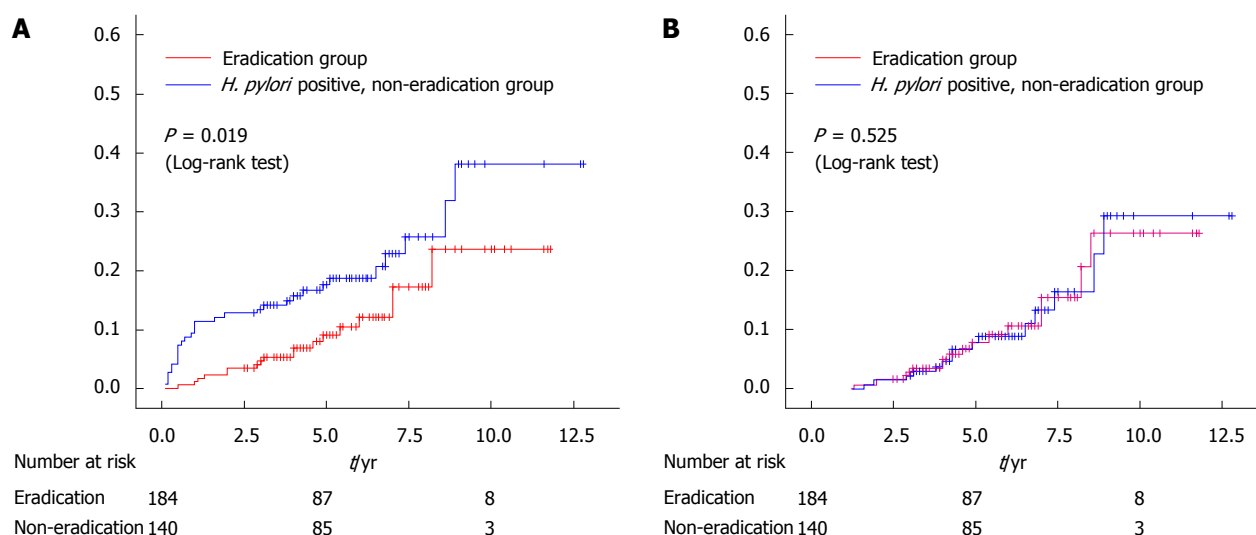 A
0.6
0.5
0.4
0.3
0.2
0.1
0.0
Eradication group
H. pylori positive, non-eradication group
P = 0.019
(Log-rank test)
0.0 2.5 5.0 7.5 10.0 12.5
t/yr
Number at risk
Eradication 184 87 8
Non-eradication 140 85 3
B
0.6
0.5
0.4
0.3
0.2
0.1
0.0
Eradication group
H. pylori positive, non-eradication group
P = 0.525
(Log-rank test)
0.0 2.5 5.0 7.5 10.0 12.5
t/yr
Number at risk
Eradication 184 87 8
Non-eradication 140 85 3